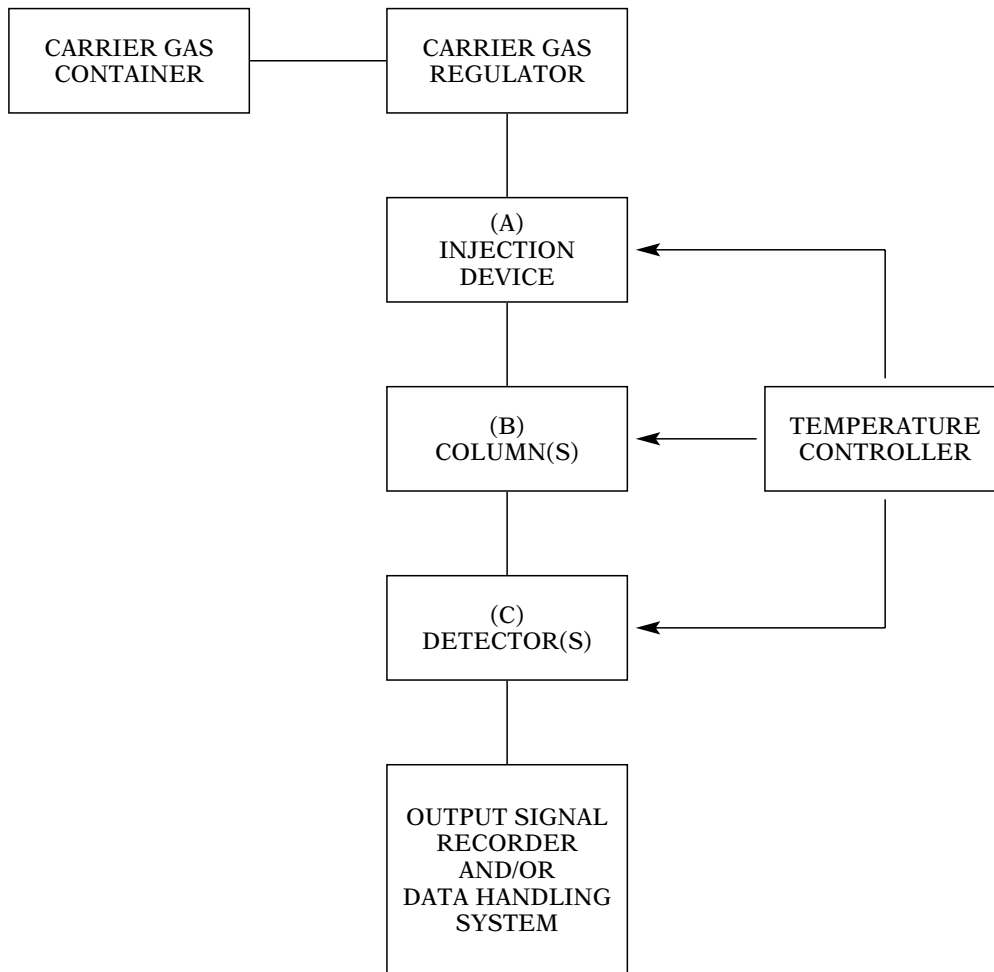 CARRIER GAS
CONTAINER
CARRIER GAS
REGULATOR
(A)
INJECTION
DEVICE
(B)
COLUMN(S)
TEMPERATURE
CONTROLLER
(C)
DETECTOR(S)
OUTPUT SIGNAL
RECORDER
AND/OR
DATA HANDLING
SYSTEM